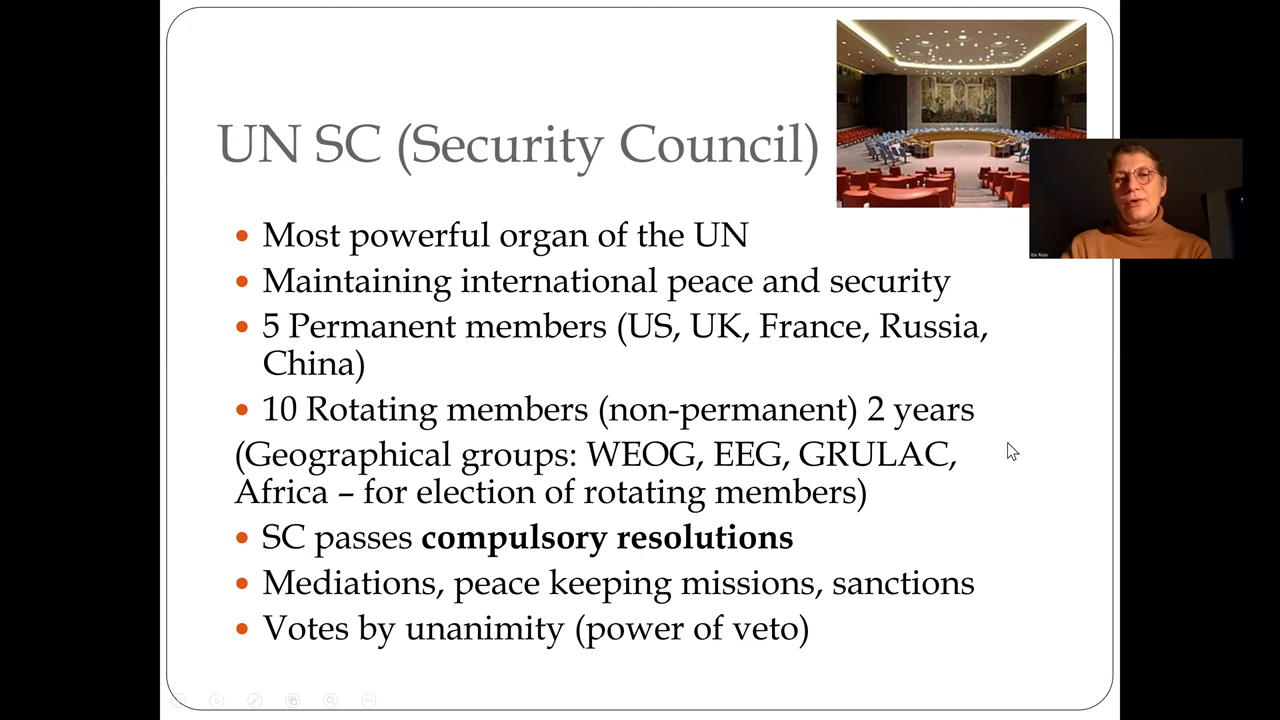 UN SC (Security Council)
• Most powerful organ of the UN
• Maintaining international peace and security
• 5 Permanent members (US, UK, France, Russia,
China)
• 10 Rotating members (non-permanent) 2 years
(Geographical groups: WEOG, EEG, GRULAC,
Africa – for election of rotating members)
• SC passes compulsory resolutions
• Mediations, peace keeping missions, sanctions
• Votes by unanimity (power of veto)